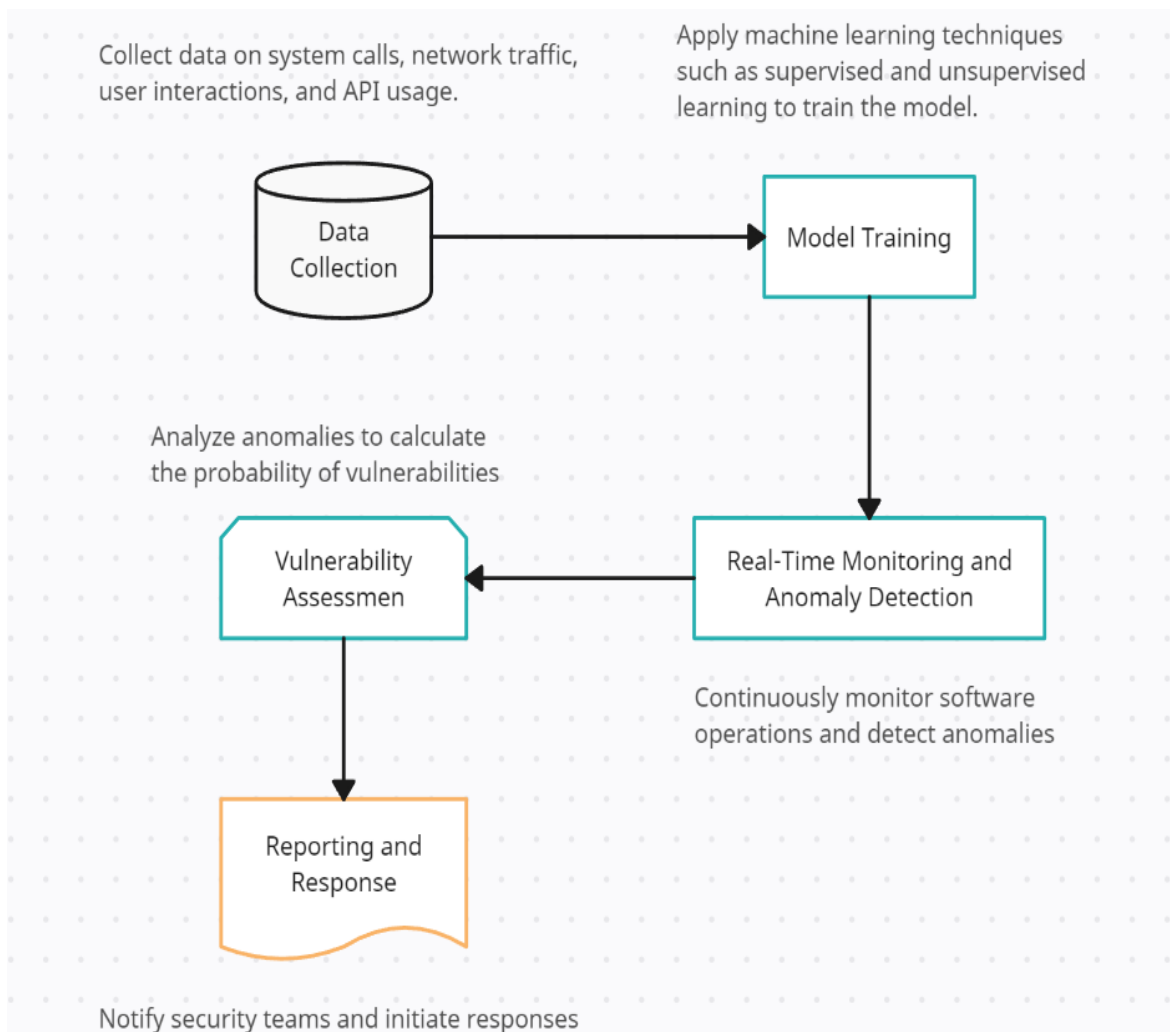 Collect data on system calls, network traffic,
user interactions, and API usage.
Apply machine learning techniques
such as supervised and unsupervised
learning to train the model.
Data
Collection
Model Training
Analyze anomalies to calculate
the probability of vulnerabilities
Vulnerability
Assessmen
Real-Time Monitoring and
Anomaly Detection
Continuously monitor software
operations and detect anomalies
Reporting and
Response
Notify security teams and initiate responses